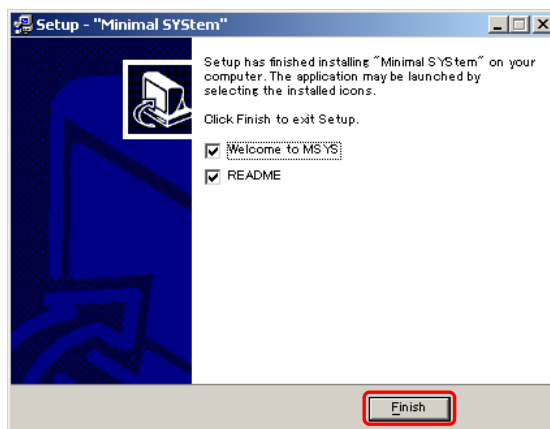 Setup - "Minimal SYStem"
Setup has finished installing "Minimal SYStem" on your
computer. The application may be launched by
selecting the installed icons.
Click Finish to exit Setup.
Welcome to MSYS
README
Finish